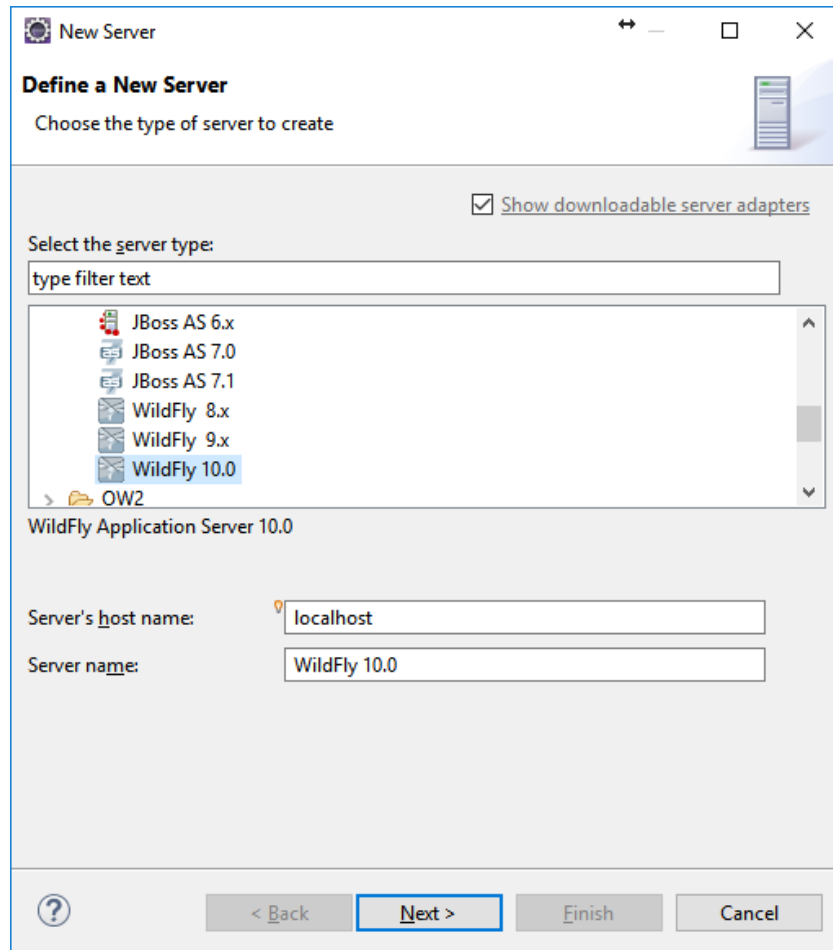 New Server
Define a New Server
Choose the type of server to create
Show downloadable server adapters
Select the server type:
type filter text
JBoss AS 6.x
JBoss AS 7.0
JBoss AS 7.1
WildFly  8.x
WildFly  9.x
WildFly 10.0
OW2
WildFly Application Server 10.0
Server's host name: localhost
Server name: WildFly 10.0
? < Back Next > Finish Cancel